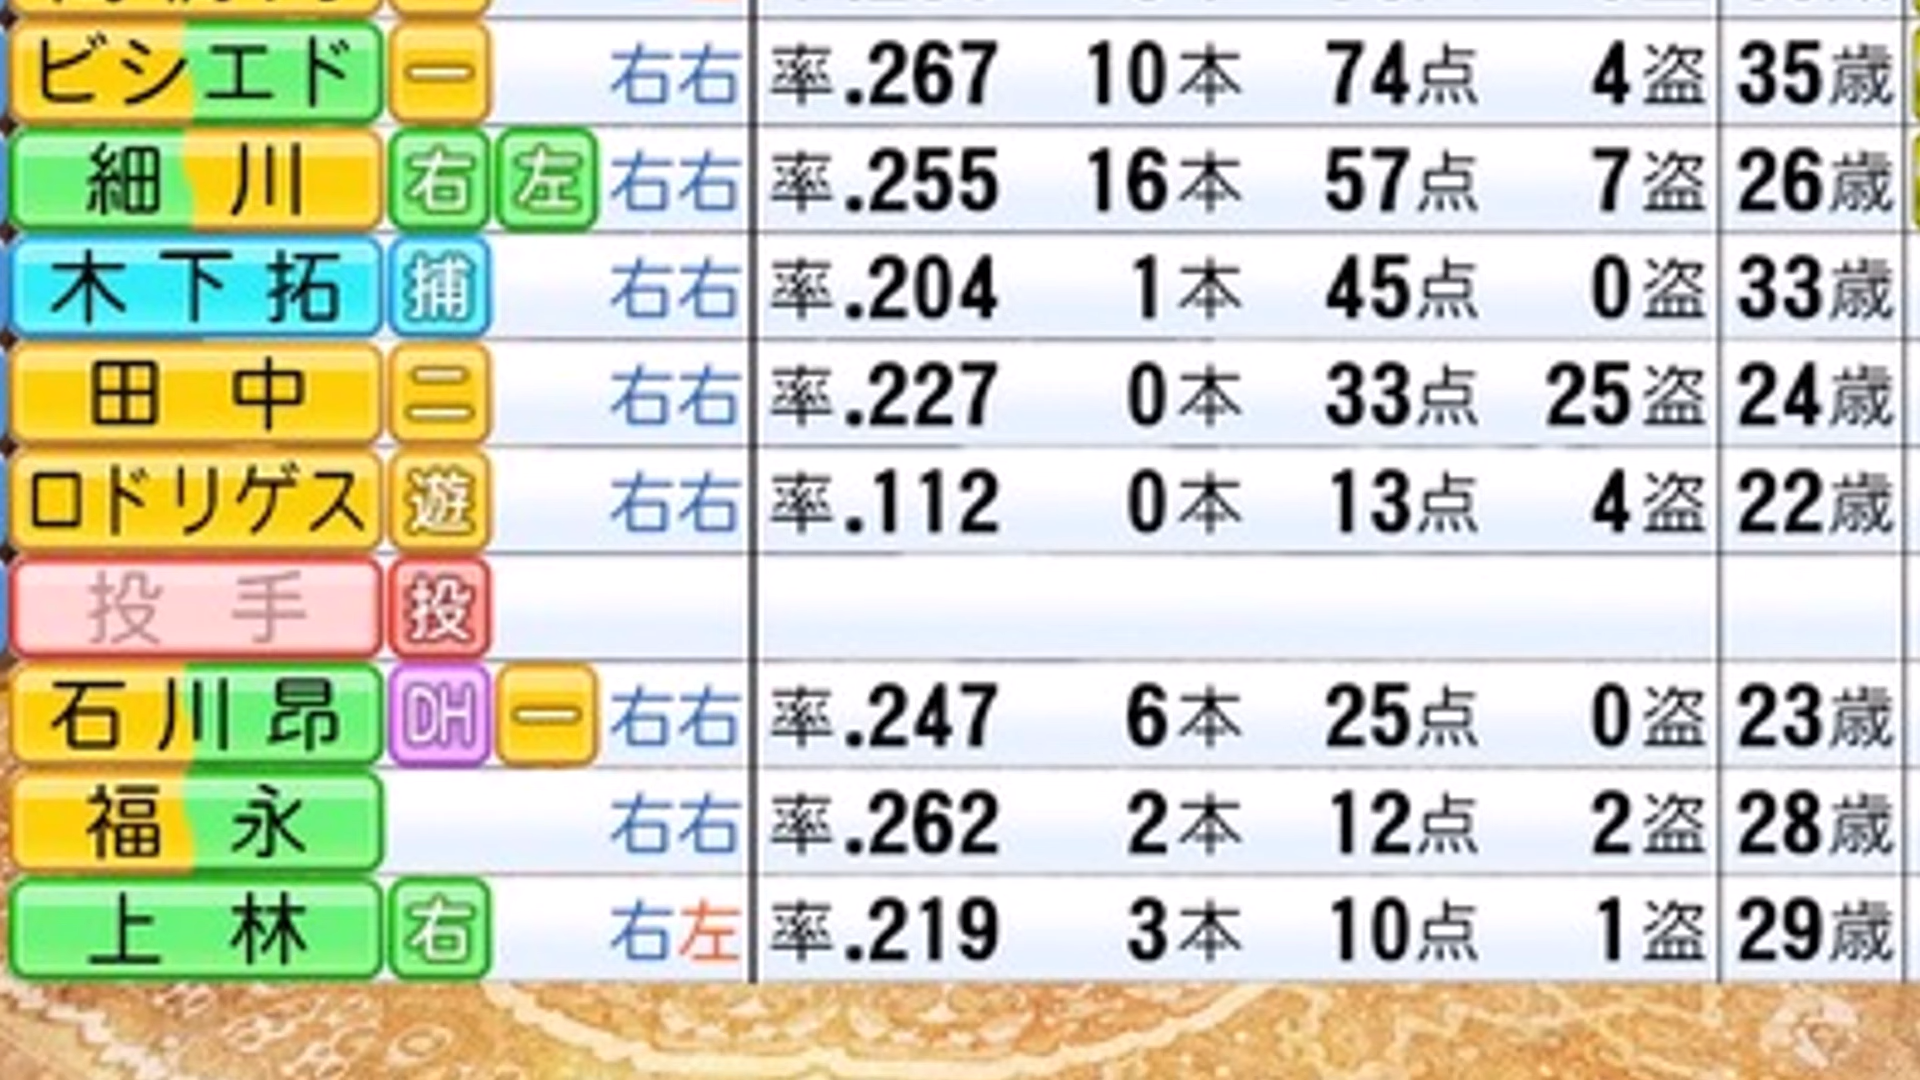 ビシエド 一 右右 率.267 10本 74点 4盗 35歳
細川 右 左 右右 率.255 16本 57点 7盗 26歳
木下拓 捕 右右 率.204 1本 45点 0盗 33歳
田中 二 右右 率.227 0本 33点 25盗 24歳
ロドリゲス 遊 右右 率.112 0本 13点 4盗 22歳
投手 投
石川昂 DH 一 右右 率.247 6本 25点 0盗 23歳
福永 右右 率.262 2本 12点 2盗 28歳
上林 右 右左 率.219 3本 10点 1盗 29歳